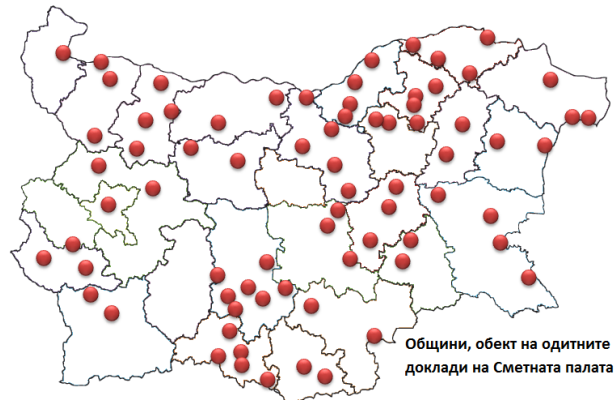 Общини, обект на одитните
доклади на Сметната палата